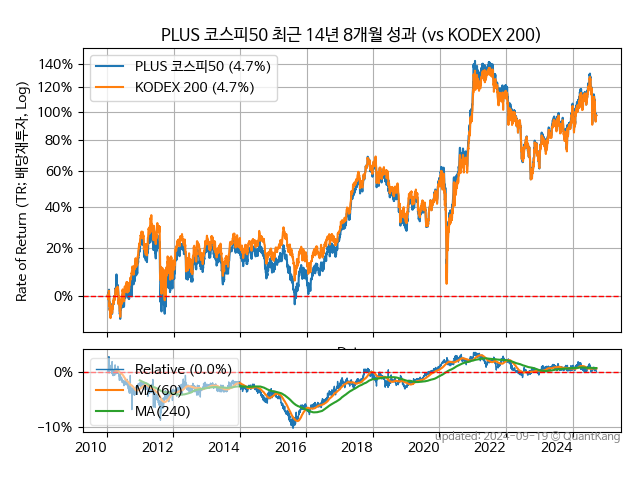 PLUS 코스피50 최근 14년 8개월 성과 (vs KODEX 200)
Rate of Return (TR: 배당재투자, Log)
140%
120%
100%
80%
60%
40%
20%
0%
PLUS 코스피50 (4.7%)
KODEX 200 (4.7%)
0%
−10%
Relative (0.0%)
MA(60)
MA(240)
2010 2012 2014 2016 2018 2020 2022 2024
updated: 2024-09-19 © QuantKang